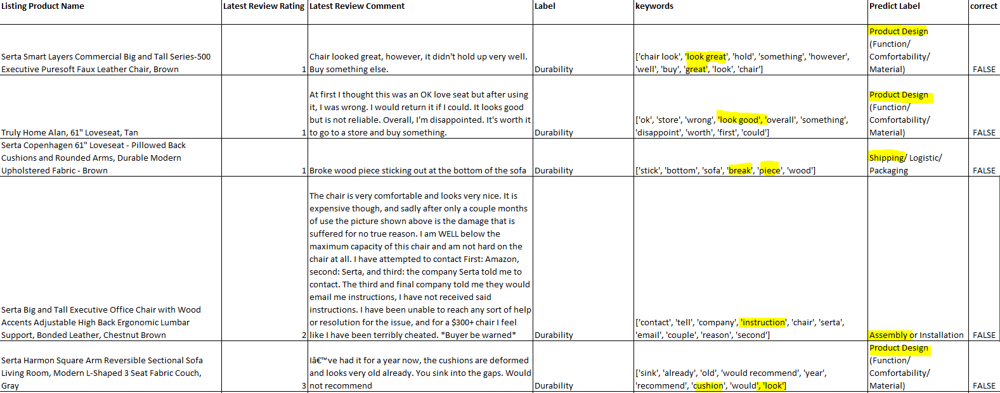 Listing Product Name Latest Review Rating Latest Review Comment Label keywords Predict Label correct
Serta Smart Layers Commercial Big and Tall Series-500
Executive Puresoft Faux Leather Chair, Brown
1
Chair looked great, however, it didn't hold up very well.
Buy something else.
Durability
['chair look', 'look great', 'hold', 'something', 'however',
'well', 'buy', 'great', 'look', 'chair']
Product Design
(Function/
Comfortability/
Material)
FALSE
Truly Home Alan, 61" Loveseat, Tan
1
At first I thought this was an OK love seat but after using
it, I was wrong. I would return it if I could. It looks good
but is not reliable. Overall, I'm disappointed. It's worth it
to go to a store and buy something.
Durability
['ok', 'store', 'wrong', 'look good', 'overall', 'something',
'disappoint', 'worth', 'first', 'could']
Product Design
(Function/
Comfortability/
Material)
FALSE
Serta Copenhagen 61" Loveseat - Pillowed Back
Cushions and Rounded Arms, Durable Modern
Upholstered Fabric - Brown
1
Broke wood piece sticking out at the bottom of the sofa
Durability
['stick', 'bottom', 'sofa', 'break', 'piece', 'wood']
Shipping/ Logistic/
Packaging
FALSE
Serta Big and Tall Executive Office Chair with Wood
Accents Adjustable High Back Ergonomic Lumbar
Support, Bonded Leather, Chestnut Brown
2
The chair is very comfortable and looks very nice. It is
expensive though, and sadly after only a couple months
of use the picture shown above is the damage that is
suffered for no true reason. I am WELL below the
maximum capacity of this chair and am not hard on the
chair at all. I have attempted to contact First: Amazon,
second: Serta, and third: the company Serta told me to
contact. The third and final company told me they would
email me instructions, I have not received said
instructions. I have been unable to reach any sort of help
or resolution for the issue, and for a $300+ chair I feel
like I have been terribly cheated. *Buyer be warned*
Durability
['contact', 'tell', 'company', 'instruction', 'chair', 'serta',
'email', 'couple', 'reason', 'second']
Assembly or Installation
FALSE
Serta Harmon Square Arm Reversible Sectional Sofa
Living Room, Modern L-Shaped 3 Seat Fabric Couch,
Gray
3
Iâ€™ve had it for a year now, the cushions are deformed
and looks very old already. You sink into the gaps. Would
not recommend
Durability
['sink', 'already', 'old', 'would recommend', 'year',
'recommend', 'cushion', 'would', 'look']
Product Design
(Function/
Comfortability/
Material)
FALSE